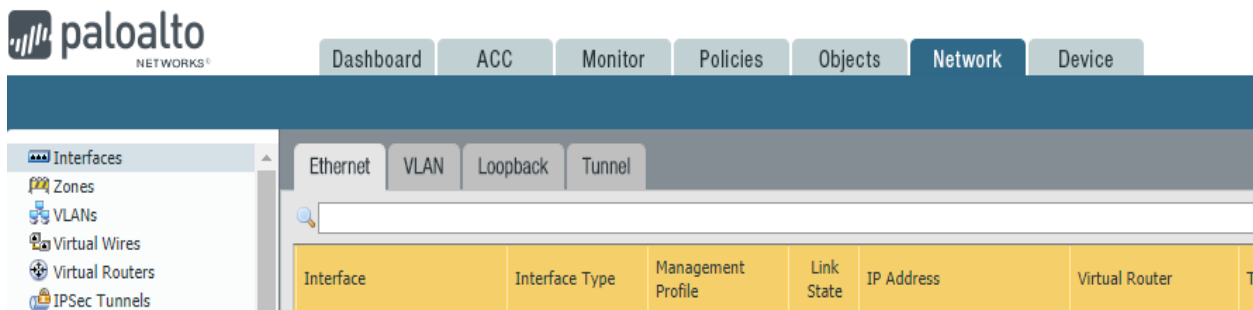 paloalto
NETWORKS®
Dashboard ACC Monitor Policies Objects Network Device
Interfaces
Zones
VLANs
Virtual Wires
Virtual Routers
IPSec Tunnels
Ethernet VLAN Loopback Tunnel
Interface Interface Type Management Profile Link State IP Address Virtual Router T